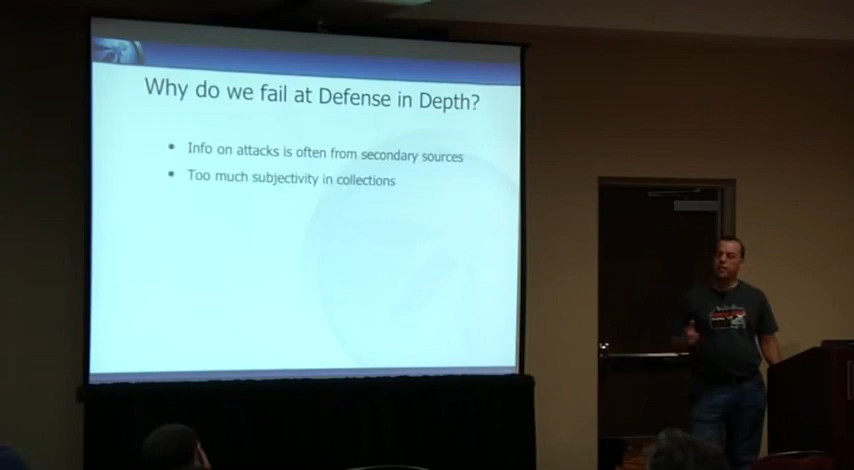 Why do we fail at Defense in Depth?
Info on attacks is often from secondary sources
Too much subjectivity in collections